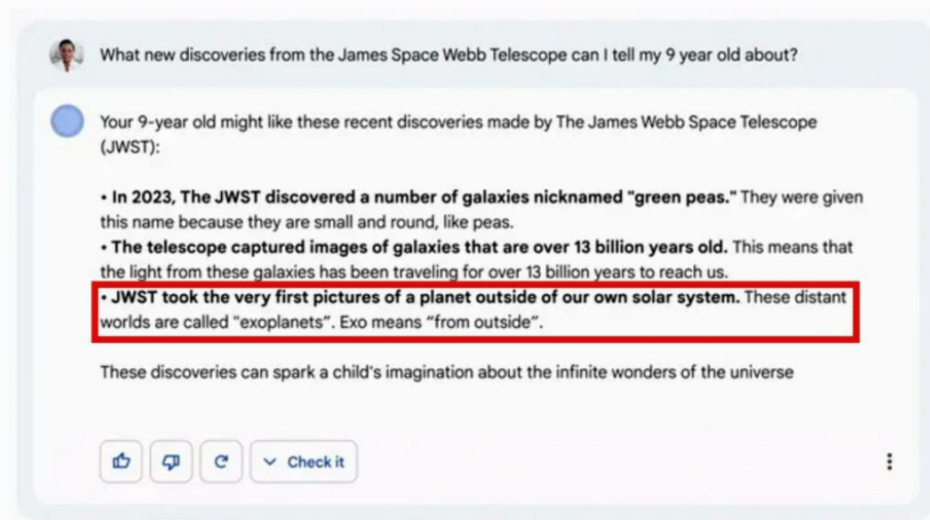 What new discoveries from the James Space Webb Telescope can I tell my 9 year old about?
Your 9-year old might like these recent discoveries made by The James Webb Space Telescope
(JWST):
• In 2023, The JWST discovered a number of galaxies nicknamed "green peas." They were given
this name because they are small and round, like peas.
• The telescope captured images of galaxies that are over 13 billion years old. This means that
the light from these galaxies has been traveling for over 13 billion years to reach us.
• JWST took the very first pictures of a planet outside of our own solar system. These distant
worlds are called "exoplanets". Exo means “from outside”.
These discoveries can spark a child's imagination about the infinite wonders of the universe
Check it